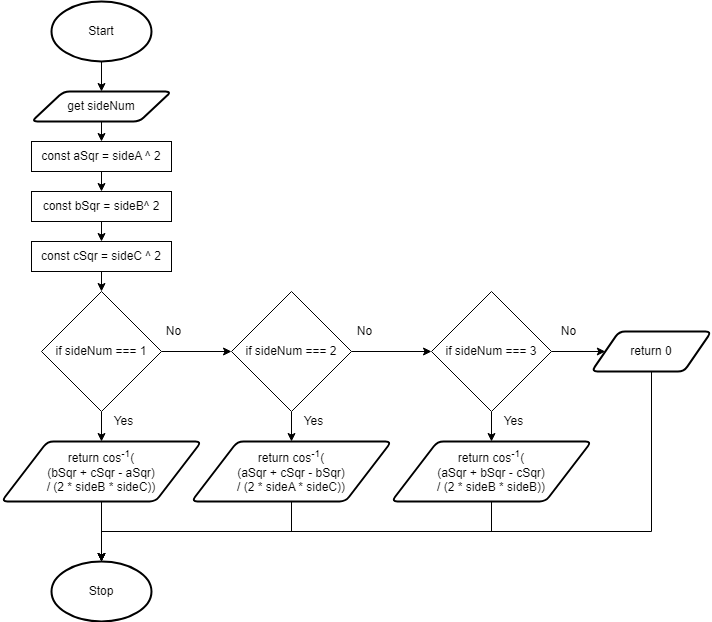 Start
get sideNum
const aSqr = sideA ^ 2
const bSqr = sideB^ 2
const cSqr = sideC ^ 2
if sideNum === 1
No
if sideNum === 2
No
if sideNum === 3
No
return 0
Yes
Yes
Yes
return cos-1(
(bSqr + cSqr - aSqr)
/ (2 * sideB * sideC))
return cos-1(
(aSqr + cSqr - bSqr)
/ (2 * sideA * sideC))
return cos-1(
(aSqr + bSqr - cSqr)
/ (2 * sideB * sideB))
Stop